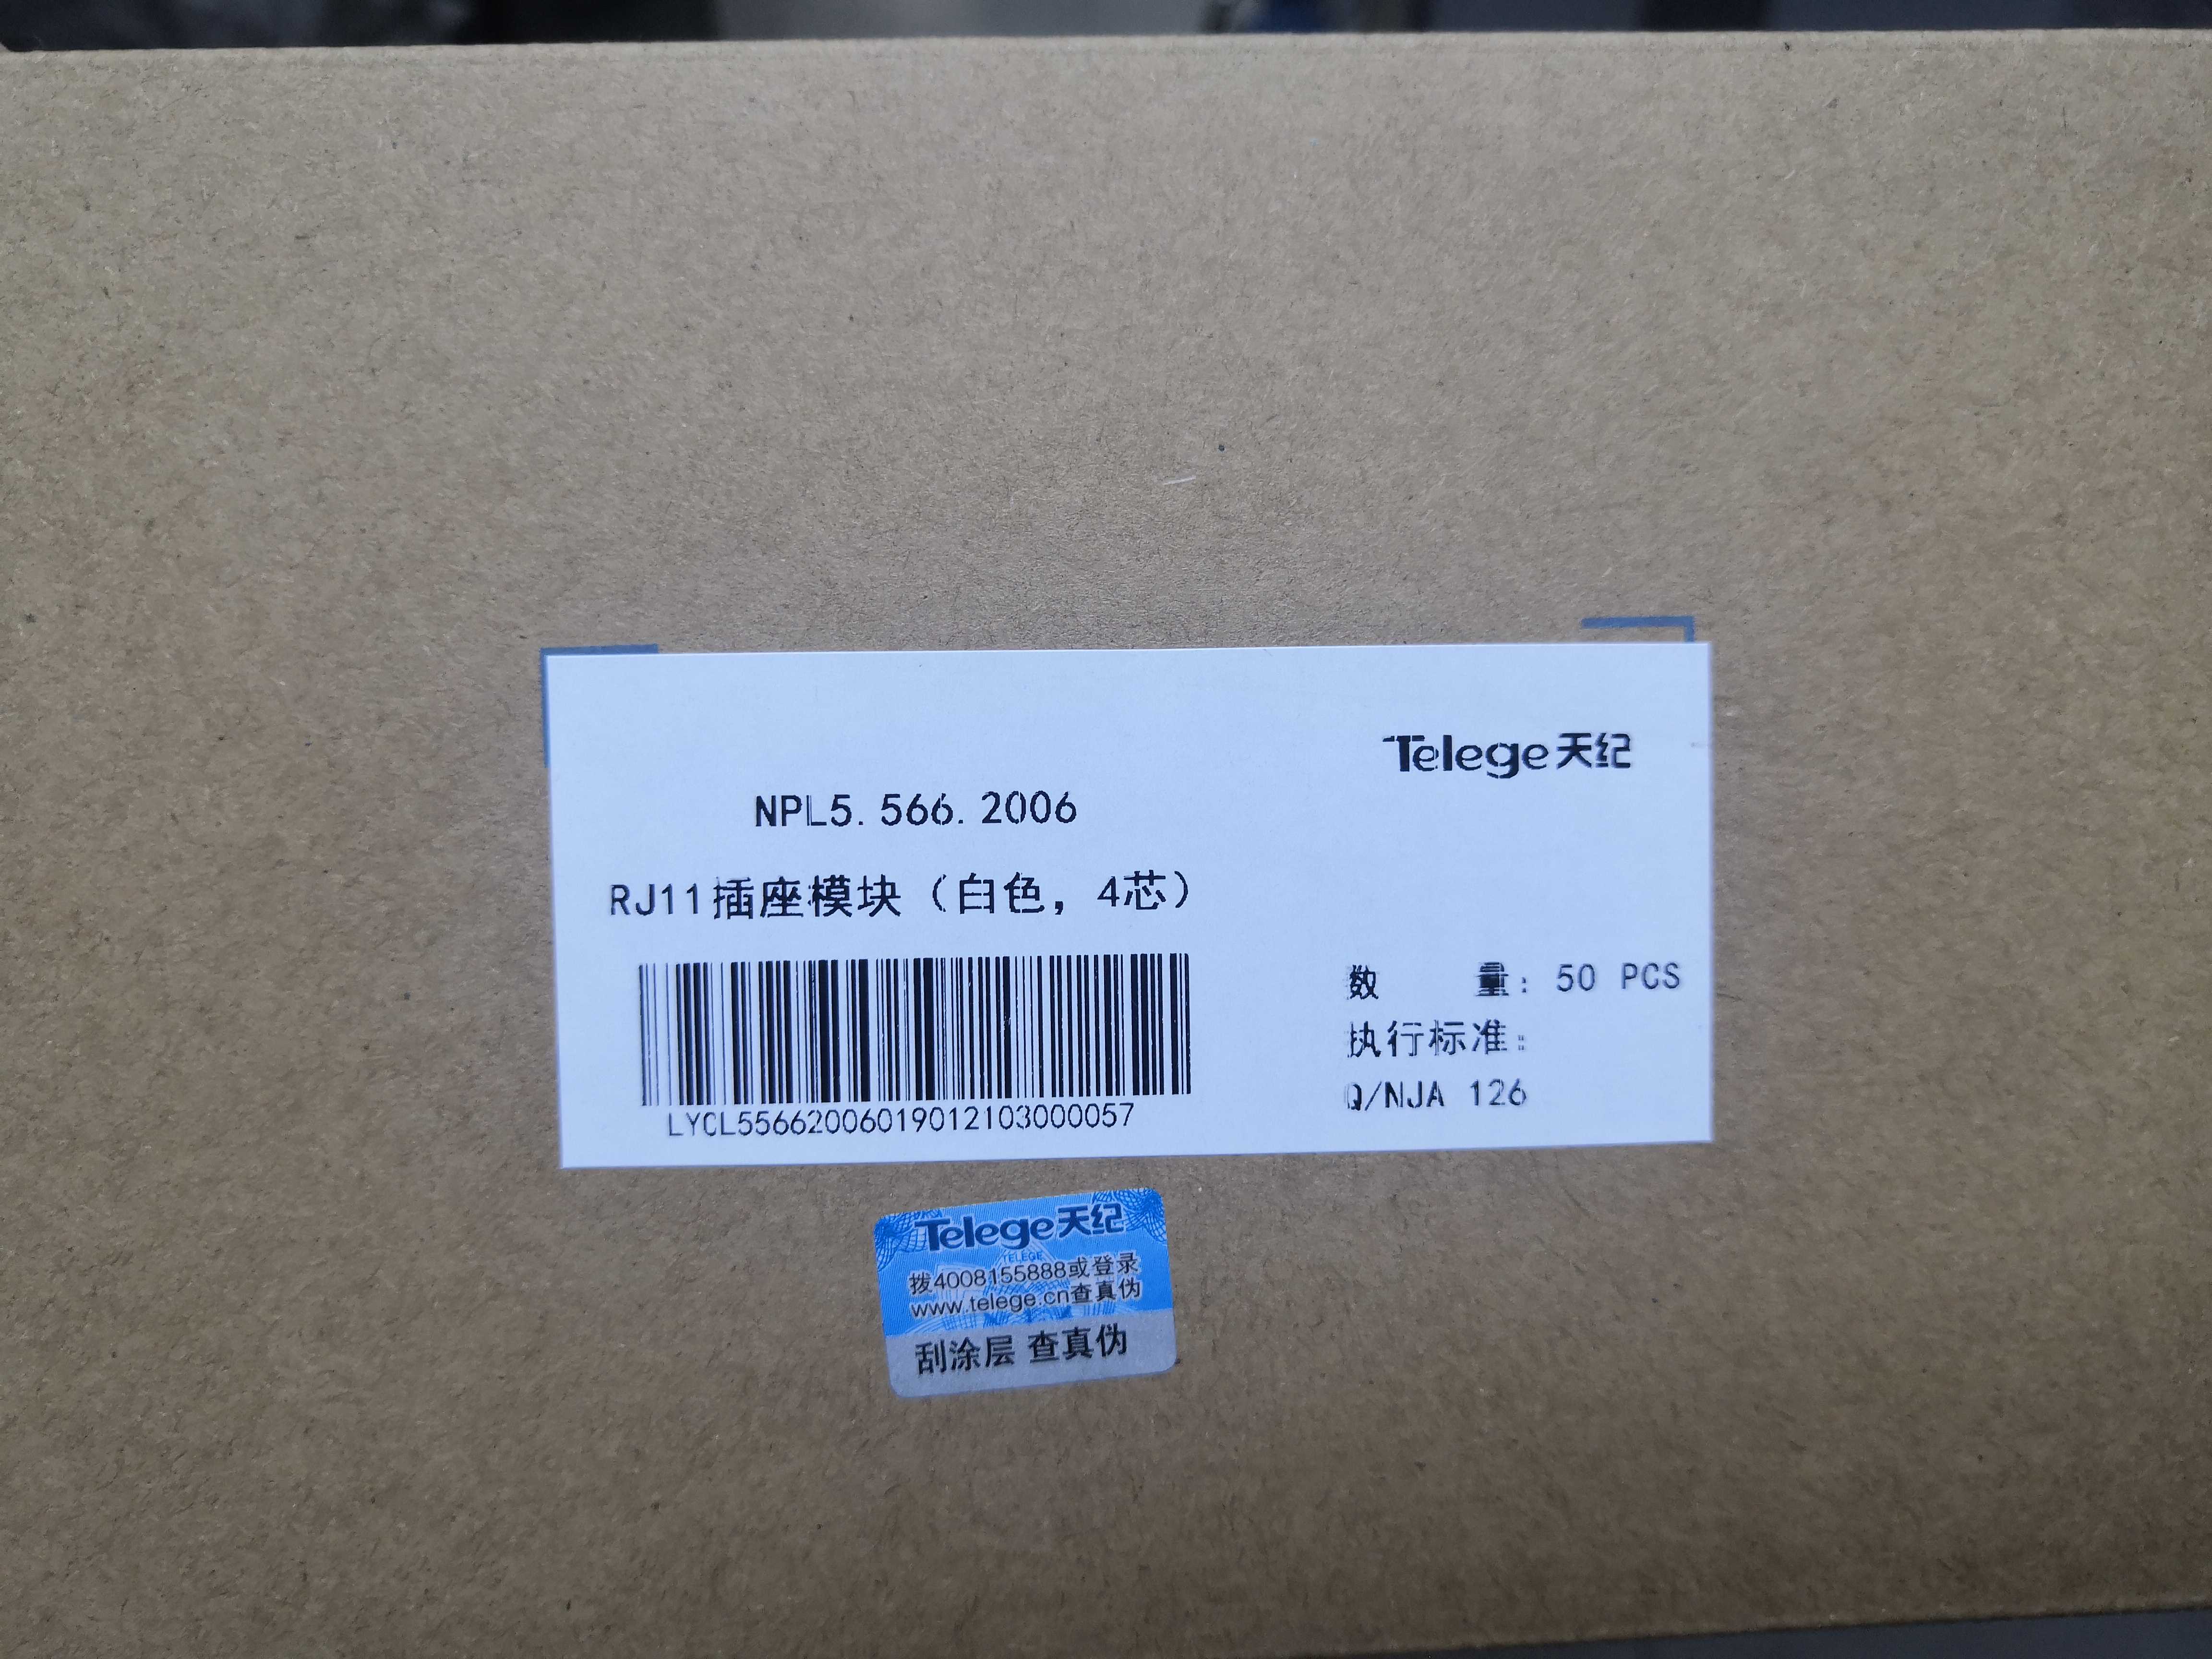 Telege天纪
NPL5.566.2006
RJ11插座模块（白色，4芯）
数 量：50 PCS
执行标准：
Q/NJA 126
LYCL55662006019012103000057
Telege天纪
TELEGE
拨4008155888或登录
www.telege.cn查真伪
刮涂层 查真伪